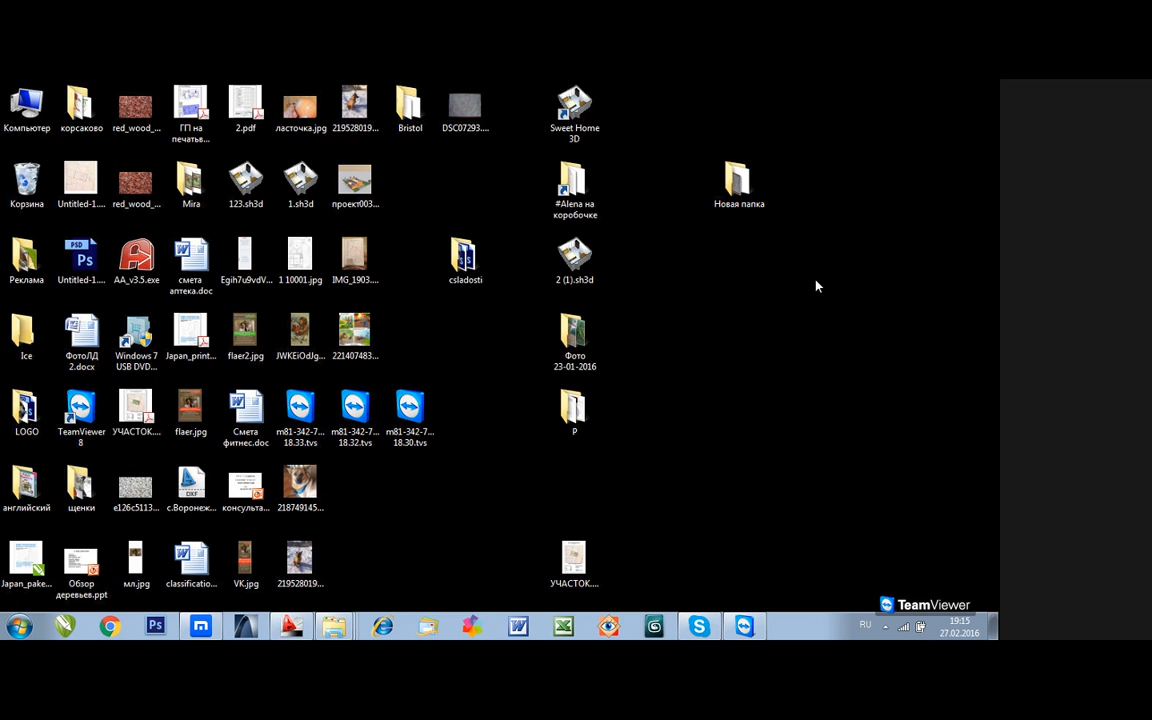 Компьютер
корсаково
red_wood_...
ГП на
печатьв...
2.pdf
ласточка.jpg
219528019...
Bristol
DSC07293....
Sweet Home
3D
Корзина
Untitled-1....
red_wood_...
Mira
123.sh3d
1.sh3d
проект003...
#Alena на
коробочке
Новая папка
Реклама
PSD
Ps
Untitled-1....
AA_v3.5.exe
смета
аптека.doc
Egih7u9vdV...
1 10001.jpg
IMG_1903....
csladosti
2 (1).sh3d
Ice
ФотоЛД
2.docx
Windows 7
USB DVD...
Japan_print...
flaer2.jpg
JWKEiOdJg...
221407483...
Фото
23-01-2016
LOGO
TeamViewer
8
УЧАСТОК....
flaer.jpg
Смета
фитнес.doc
m81-342-7...
18.33.tvs
m81-342-7...
18.32.tvs
m81-342-7...
18.30.tvs
P
английский
щенки
e126c5113...
DXF
с.Воронеж...
консульта...
218749145...
Japan_pake...
Обзор
деревьев.ppt
мл.jpg
classificatio...
VK.jpg
219528019...
УЧАСТОК....
TeamViewer
Ps
RU
19:15
27.02.2016